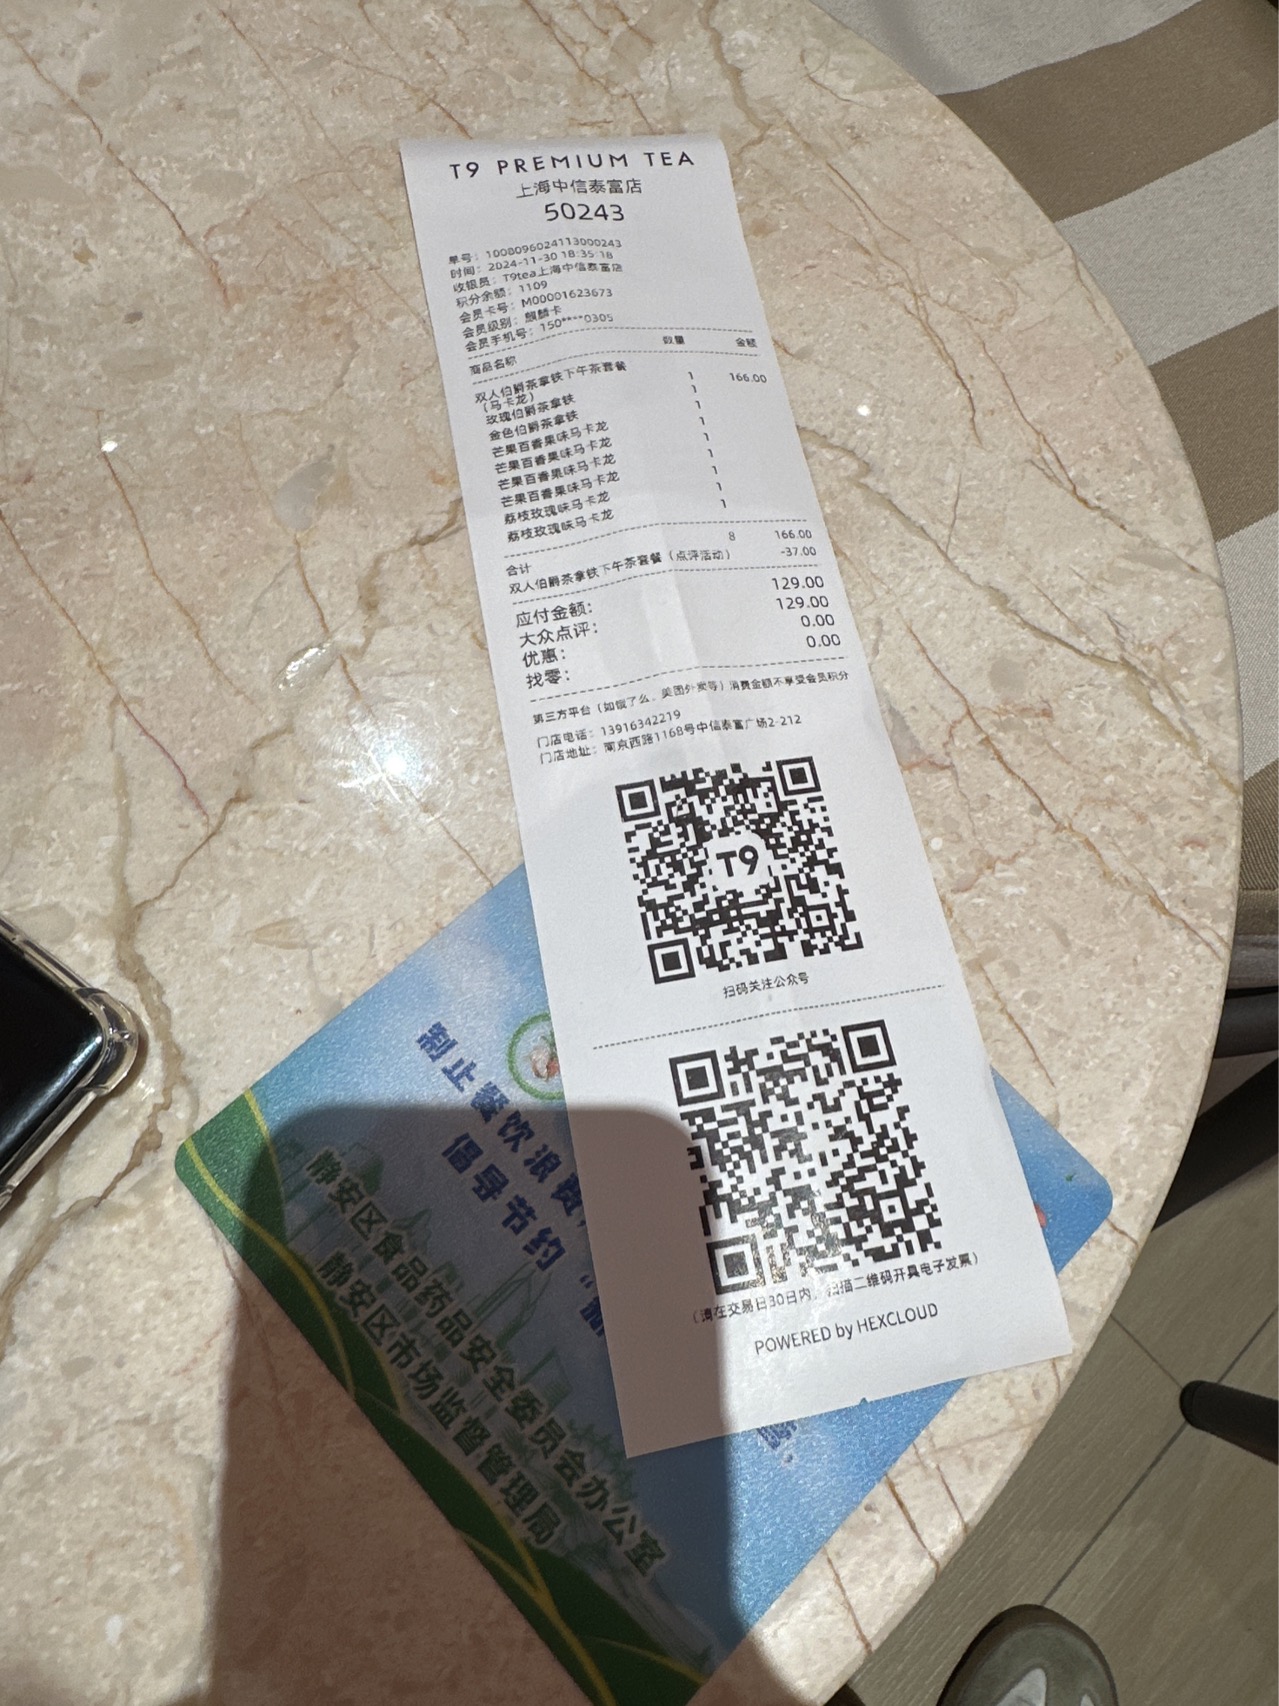 T9 PREMIUM TEA
上海中信泰富店
50243
单号：1008096024113000243
时间：2024-11-30 18:35:18
收银员：T9tea上海中信泰富店
积分余额：1109
会员卡号：M00001623673
会员级别：麒麟卡
会员手机号：150****0305
商品名称 数量 金额
双人伯爵茶拿铁下午茶套餐 1 166.00
（马卡龙）
玫瑰伯爵茶拿铁 1
金色伯爵茶拿铁 1
芒果百香果味马卡龙 1
芒果百香果味马卡龙 1
芒果百香果味马卡龙 1
芒果百香果味马卡龙 1
荔枝玫瑰味马卡龙 1
荔枝玫瑰味马卡龙 1
合计 8 166.00
双人伯爵茶拿铁下午茶套餐（点评活动） -37.00
应付金额： 129.00
大众点评： 129.00
优惠： 0.00
找零： 0.00
第三方平台（如饿了么、美团外卖等）消费金额不享受会员积分
门店电话：13916342219
门店地址：南京西路1168号中信泰富广场2-212
T9
扫码关注公众号
（请在交易日30日内，扫描二维码开具电子发票）
POWERED by HEXCLOUD
制止餐饮浪费，
倡导节约“
静安区食品药品安全委员会办公室
静安区市场监督管理局